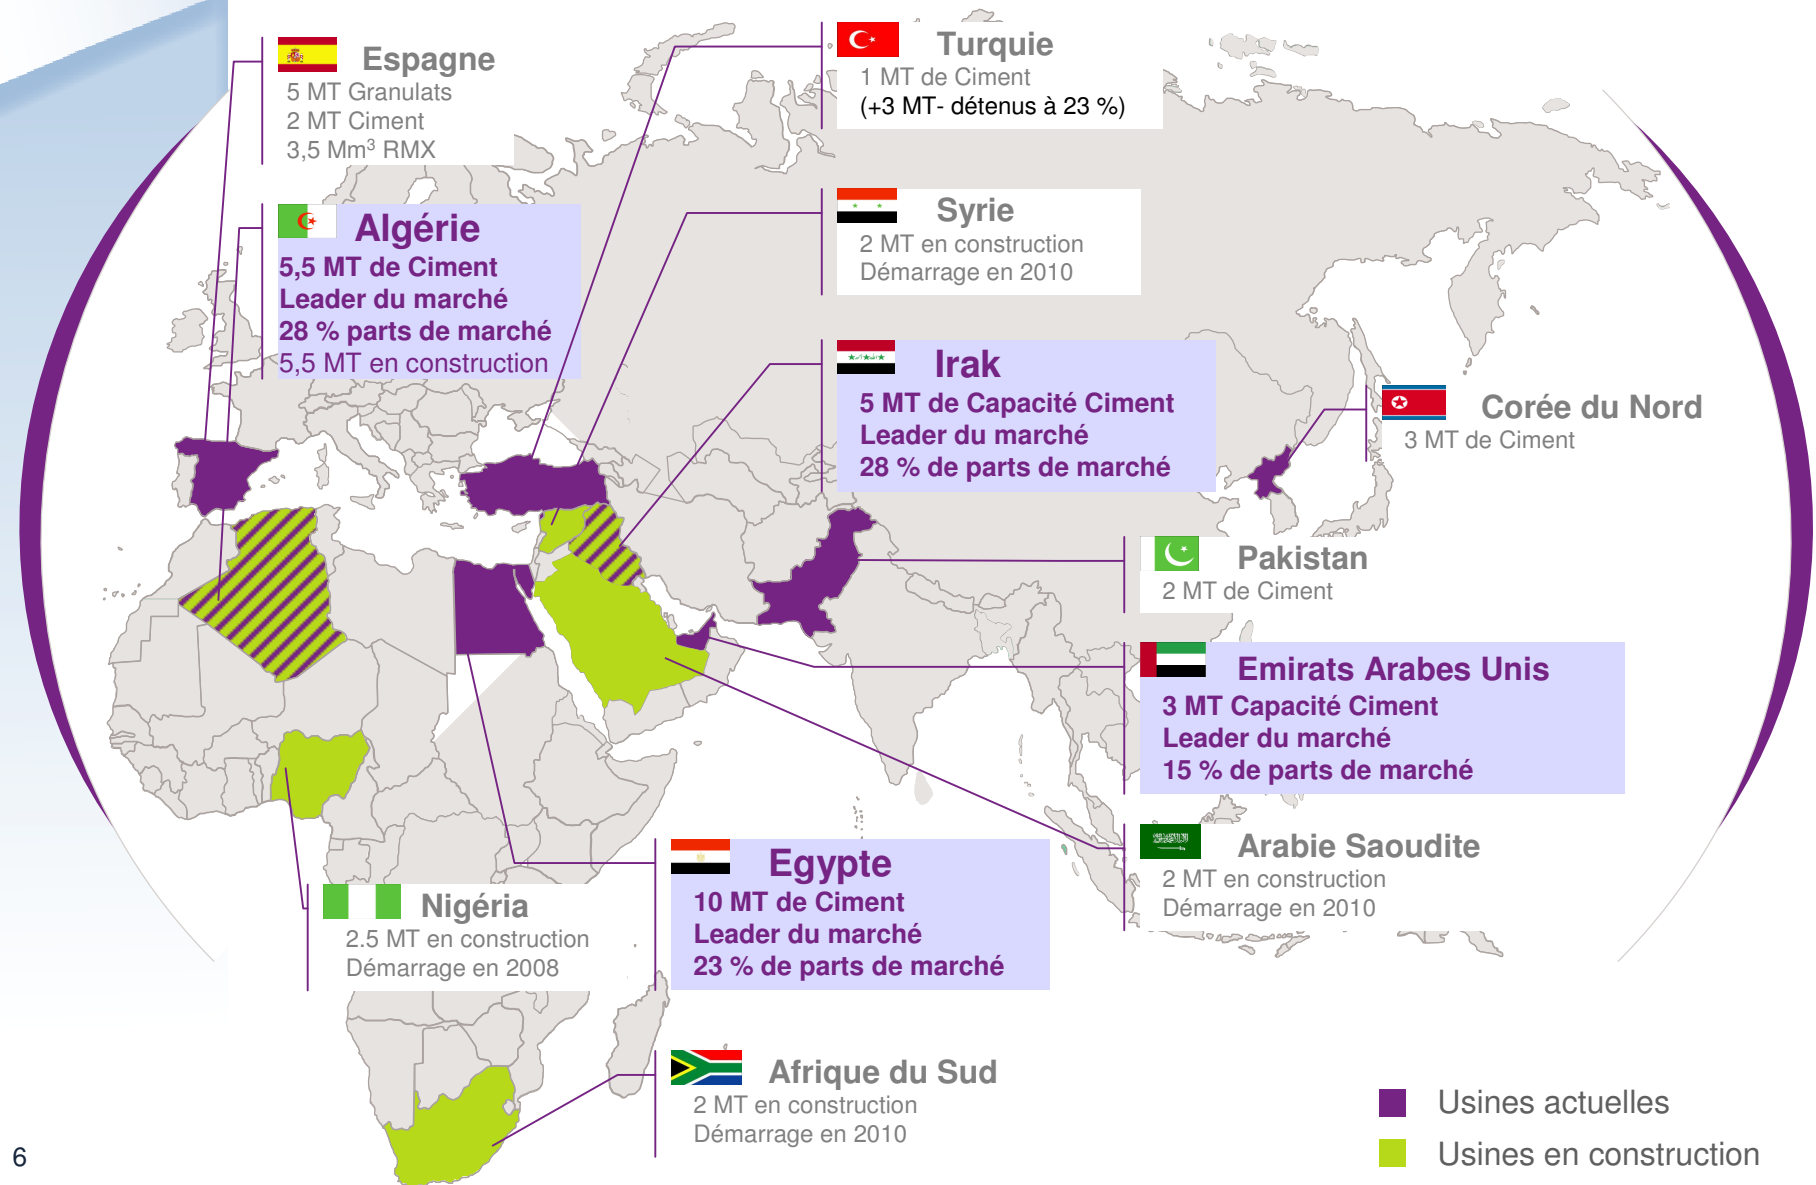 Espagne
5 MT Granulats
2 MT Ciment
3,5 Mm³ RMX
Turquie
1 MT de Ciment
(+3 MT- détenus à 23 %)
Algérie
5,5 MT de Ciment
Leader du marché
28 % parts de marché
5,5 MT en construction
Syrie
2 MT en construction
Démarrage en 2010
Irak
5 MT de Capacité Ciment
Leader du marché
28 % de parts de marché
Corée du Nord
3 MT de Ciment
Pakistan
2 MT de Ciment
Emirats Arabes Unis
3 MT Capacité Ciment
Leader du marché
15 % de parts de marché
Arabie Saoudite
2 MT en construction
Démarrage en 2010
Egypte
10 MT de Ciment
Leader du marché
23 % de parts de marché
Nigéria
2.5 MT en construction
Démarrage en 2008
Afrique du Sud
2 MT en construction
Démarrage en 2010
Usines actuelles
Usines en construction
6